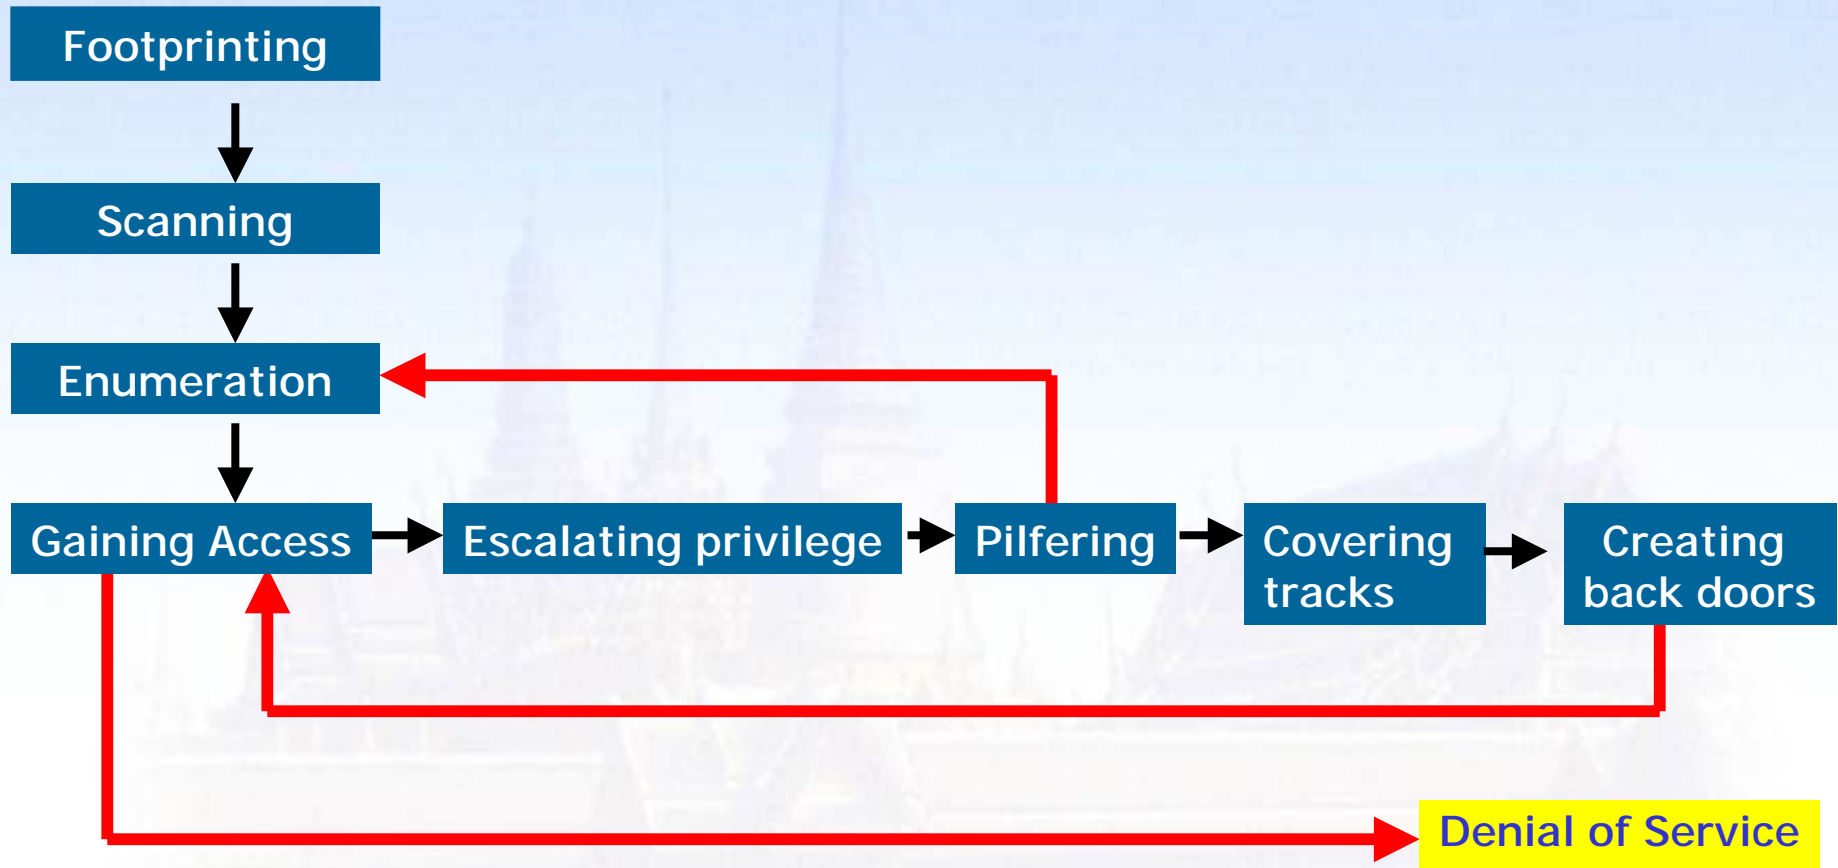 Footprinting
Scanning
Enumeration
Gaining Access
Escalating privilege
Pilfering
Covering
tracks
Creating
back doors
Denial of Service